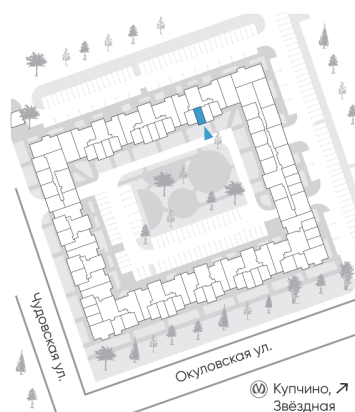 Чудовская ул.
Окуловская ул.
М Купчино, ↗
Звёздная